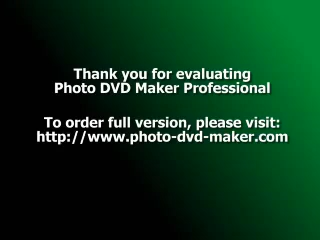 Thank you for evaluating
Photo DVD Maker Professional
To order full version, please visit:
http://www.photo-dvd-maker.com